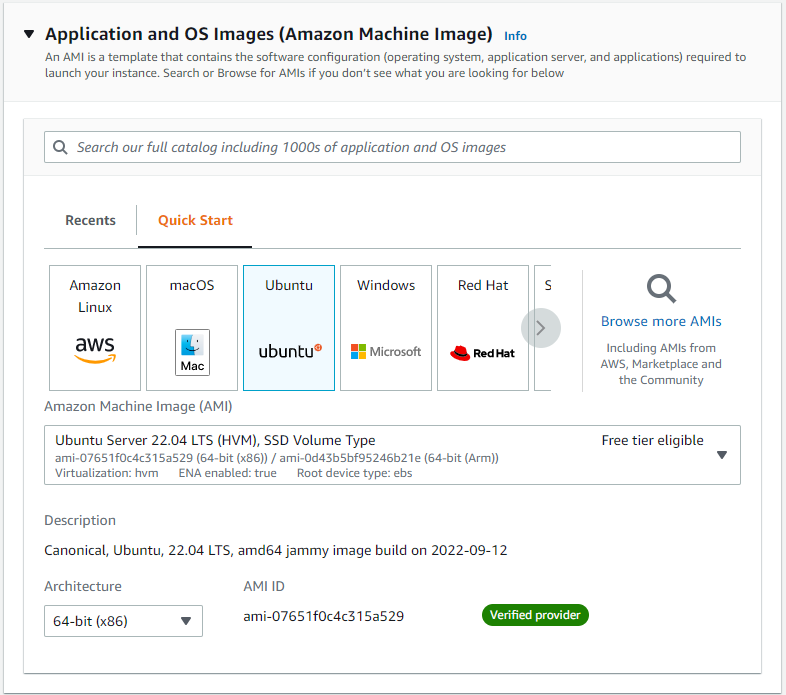 Application and OS Images (Amazon Machine Image) Info
An AMI is a template that contains the software configuration (operating system, application server, and applications) required to
launch your instance. Search or Browse for AMIs if you don't see what you are looking for below
Search our full catalog including 1000s of application and OS images
Recents
Quick Start
Amazon
Linux
aws
macOS
Mac
Ubuntu
ubuntu
Windows
Microsoft
Red Hat
Red Hat
S
Browse more AMIs
Including AMIs from
AWS, Marketplace and
the Community
Amazon Machine Image (AMI)
Ubuntu Server 22.04 LTS (HVM), SSD Volume Type
Free tier eligible
ami-07651f0c4c315a529 (64-bit (x86)) / ami-0d43b5bf95246b21e (64-bit (Arm))
Virtualization: hvm ENA enabled: true Root device type: ebs
Description
Canonical, Ubuntu, 22.04 LTS, amd64 jammy image build on 2022-09-12
Architecture
AMI ID
64-bit (x86)
ami-07651f0c4c315a529
Verified provider